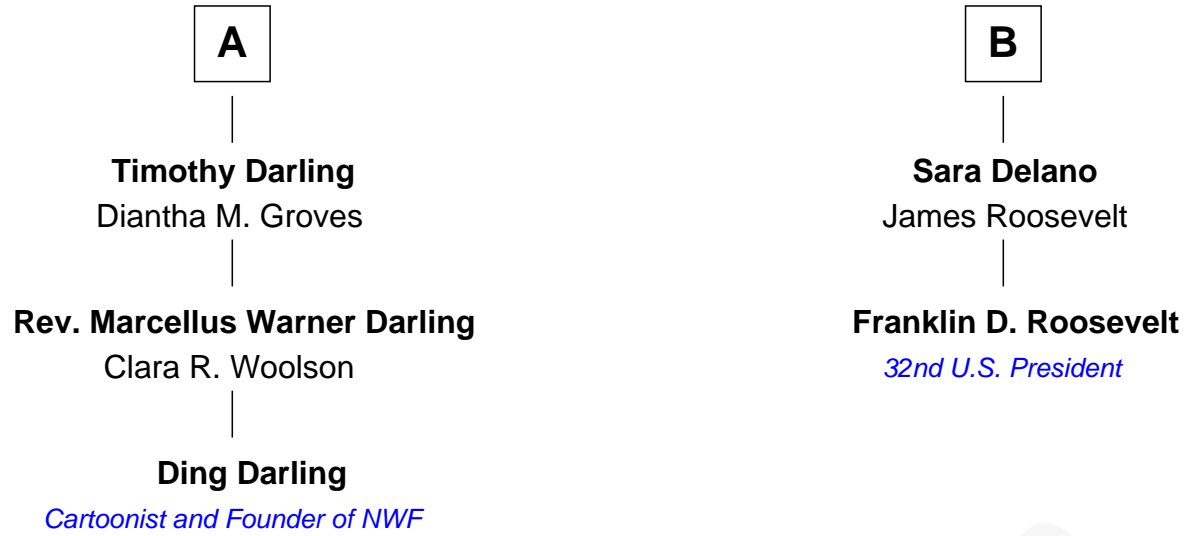 A
Timothy Darling
Diantha M. Groves
Rev. Marcellus Warner Darling
Clara R. Woolson
Ding Darling
Cartoonist and Founder of NWF
B
Sara Delano
James Roosevelt
Franklin D. Roosevelt
32nd U.S. President